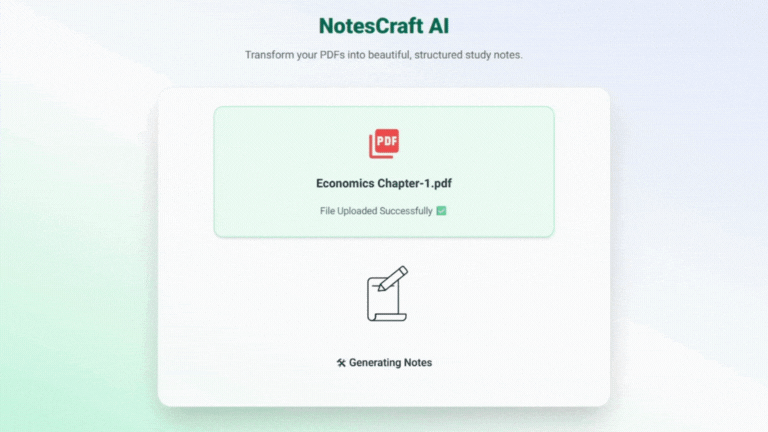 NotesCraft AI
Transform your PDFs into beautiful, structured study notes.
PDF
Economics Chapter-1.pdf
File Uploaded Successfully ✅
🛠 Generating Notes